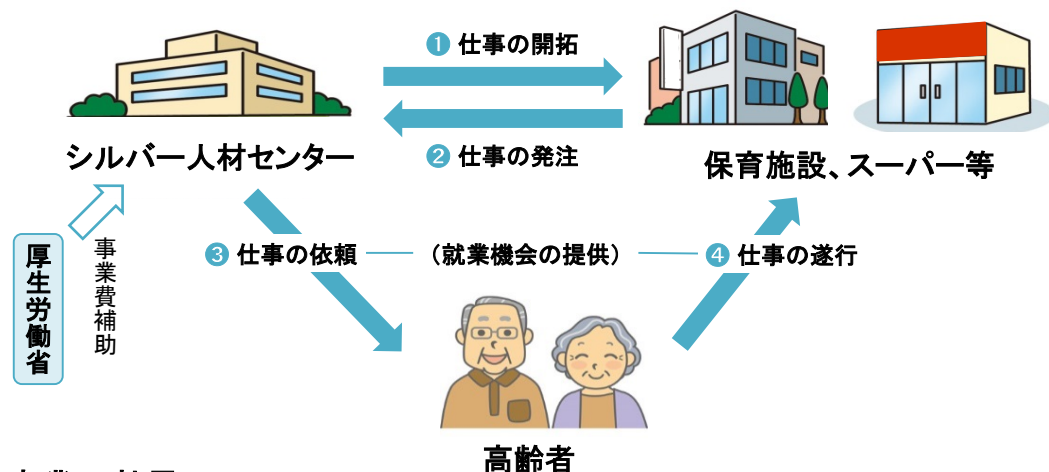 ❶ 仕事の開拓
❷ 仕事の発注
シルバー人材センター
保育施設、スーパー等
厚生労働省
事業費補助
❸ 仕事の依頼
（就業機会の提供）
❹ 仕事の遂行
高齢者